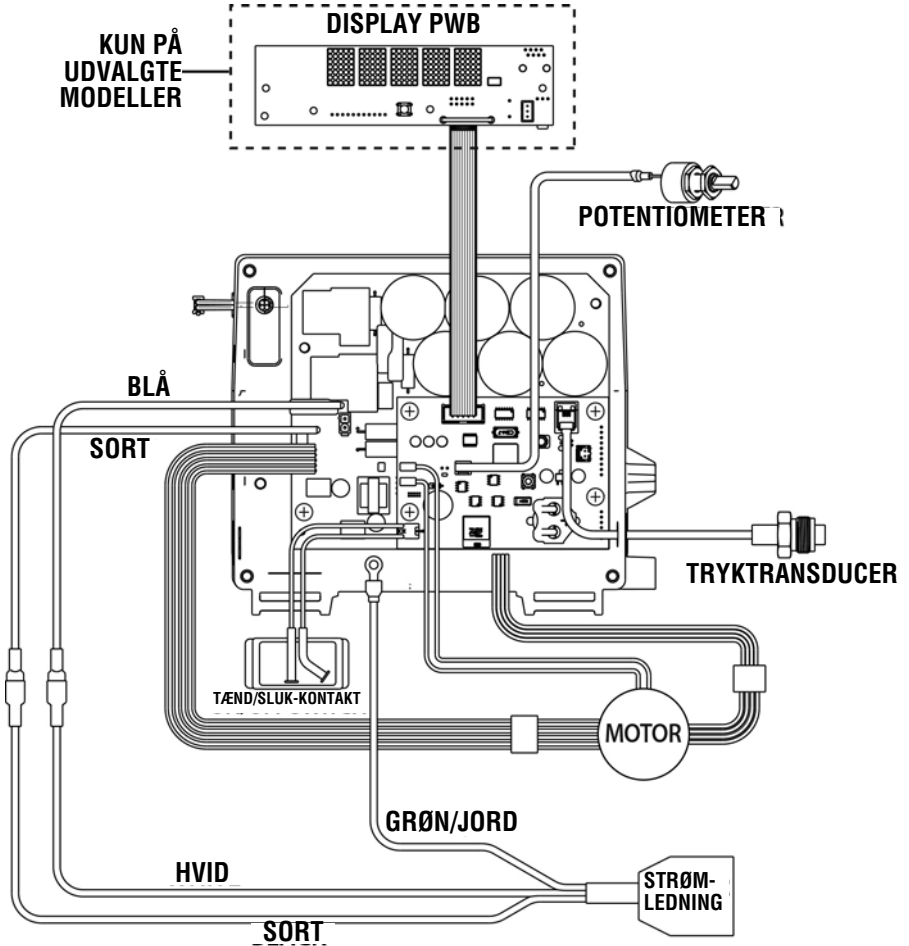 DISPLAY PWB
KUN PÅ
UDVALGTE
MODELLER
POTENTIOMETER
BLÅ
SORT
TRYKTRANSDUCER
TÆND/SLUK-KONTAKT
MOTOR
GRØN/JORD
HVID
STRØM-
LEDNING
SORT